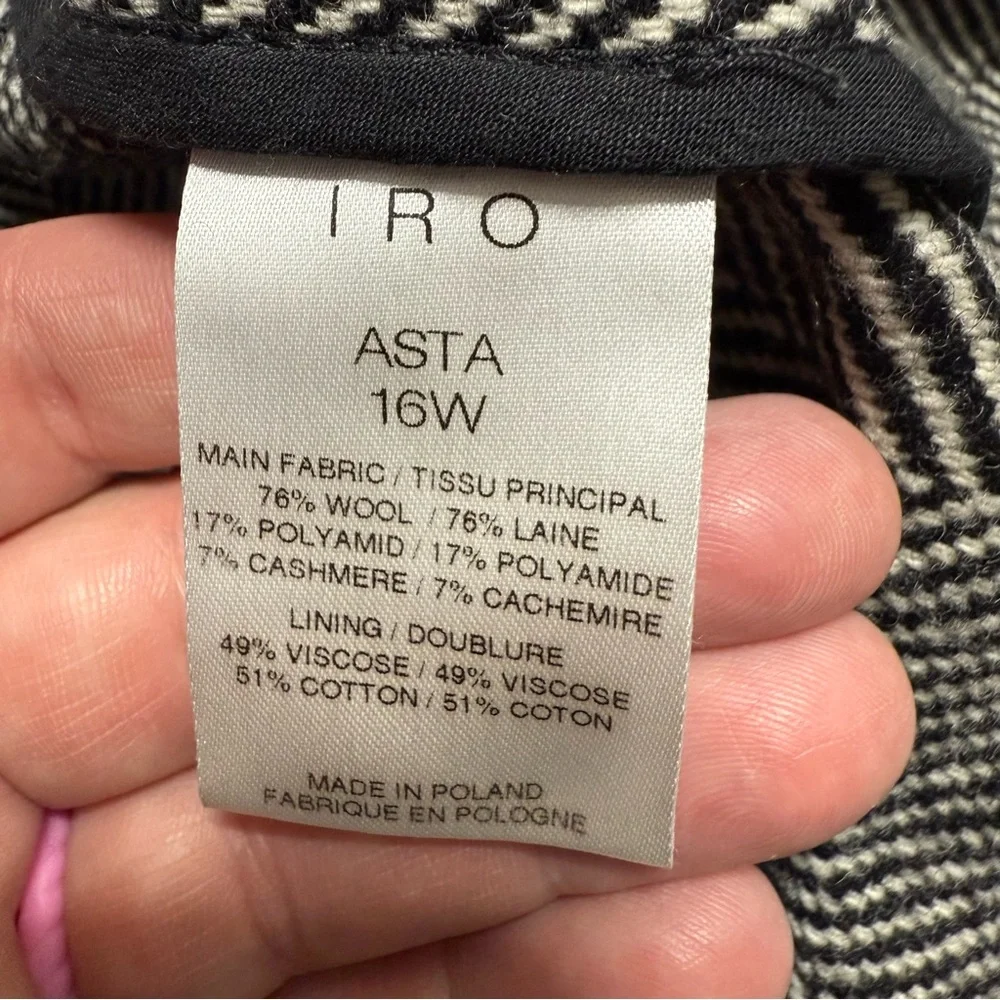 IRO
ASTA
16W
MAIN FABRIC / TISSU PRINCIPAL
76% WOOL / 76% LAINE
17% POLYAMID / 17% POLYAMIDE
7% CASHMERE / 7% CACHEMIRE
LINING / DOUBLURE
49% VISCOSE / 49% VISCOSE
51% COTTON / 51% COTON
MADE IN POLAND
FABRIQUE EN POLOGNE